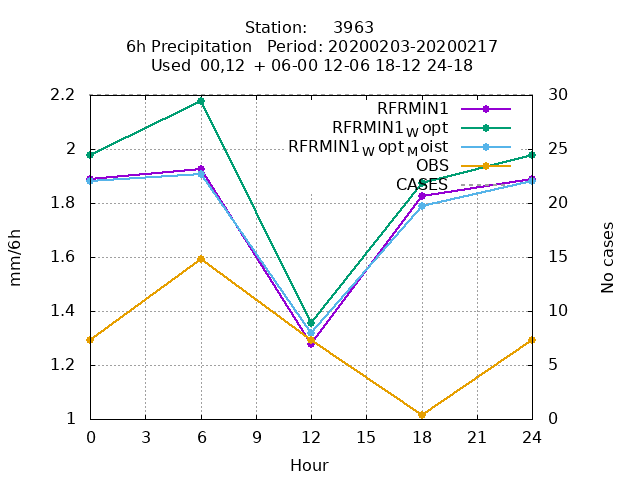 Station: 3963
6h Precipitation Period: 20200203-20200217
Used 00,12 + 06-00 12-06 18-12 24-18
2.2
2
1.8
1.6
1.4
1.2
1
30
25
20
15
10
5
0
RFRMIN1
RFRMIN1W opt
RFRMIN1W opt Moist
OBS
CASES
mm/6h
No cases
0 3 6 9 12 15 18 21 24
Hour